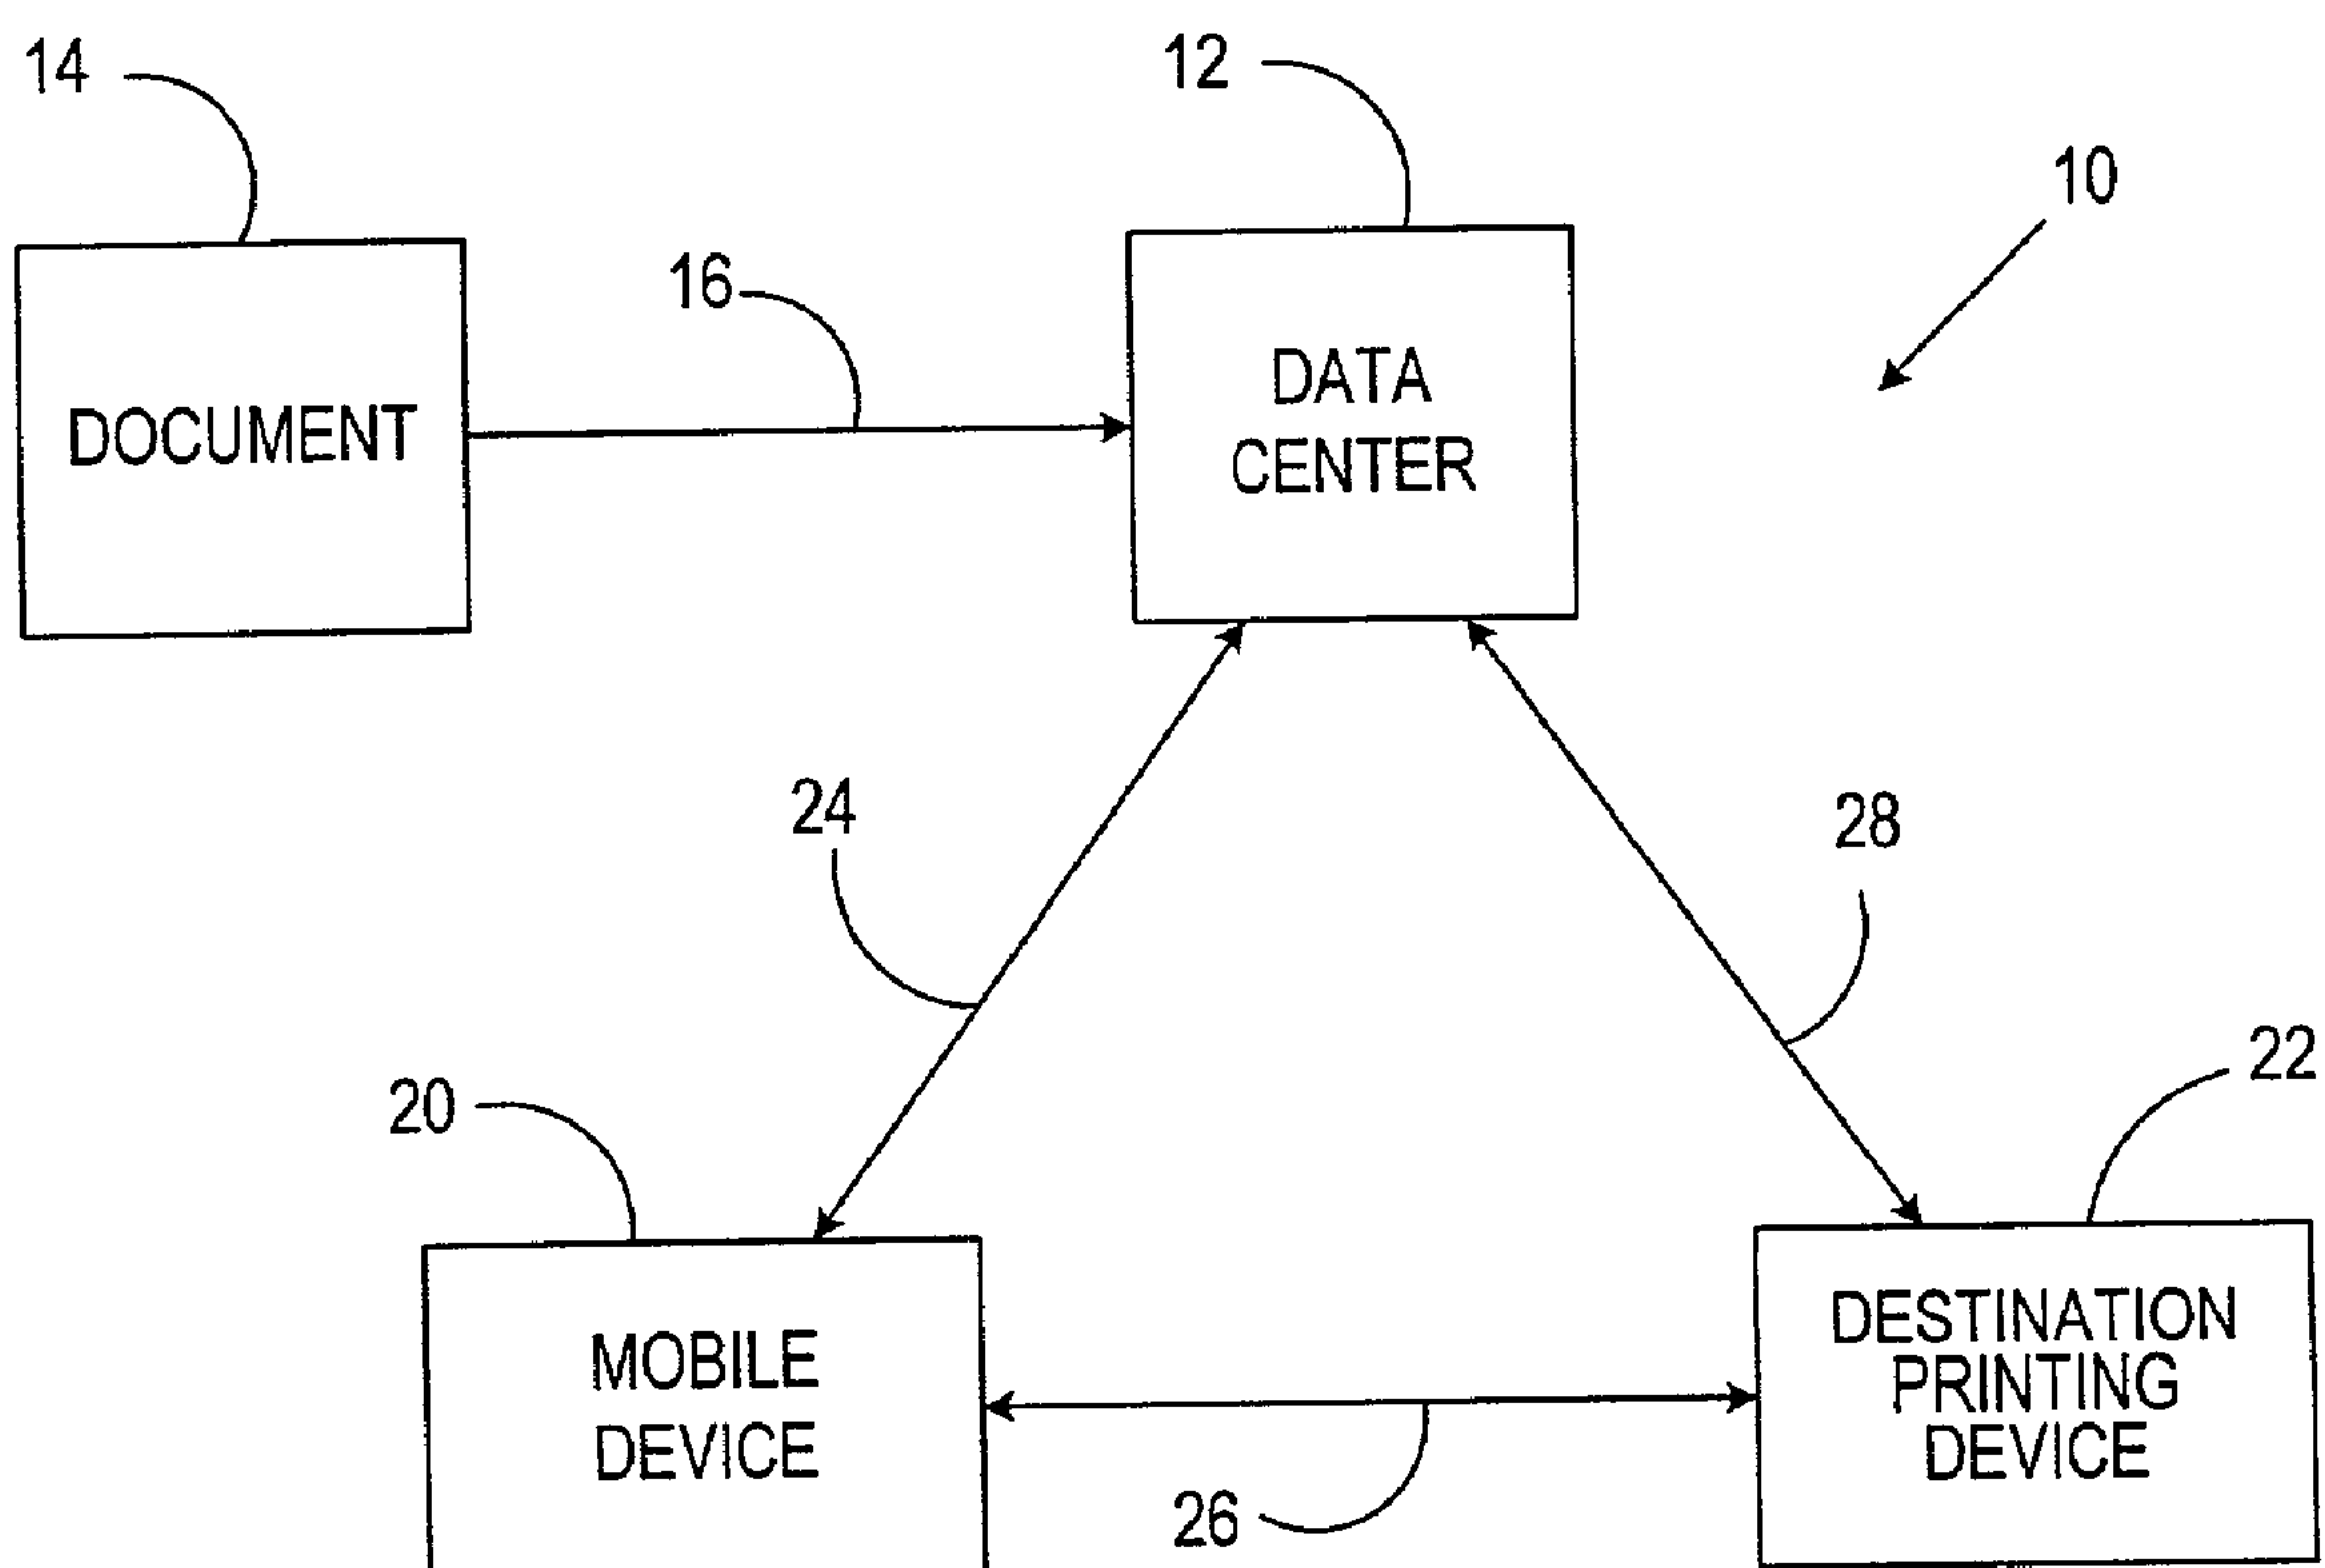 14
12
10
16
DOCUMENT
DATA
CENTER
24
28
20
22
MOBILE
DEVICE
DESTINATION
PRINTING
DEVICE
26